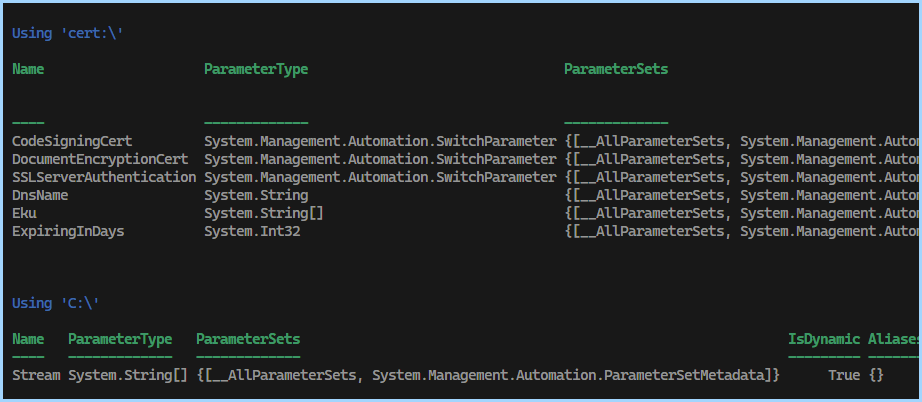 Using 'cert:\'
Name ParameterType ParameterSets
---- ------------- -------------
CodeSigningCert System.Management.Automation.SwitchParameter {[__AllParameterSets, System.Management.Autom
DocumentEncryptionCert System.Management.Automation.SwitchParameter {[__AllParameterSets, System.Management.Autom
SSLServerAuthentication System.Management.Automation.SwitchParameter {[__AllParameterSets, System.Management.Autom
DnsName System.String {[__AllParameterSets, System.Management.Autom
Eku System.String[] {[__AllParameterSets, System.Management.Autom
ExpiringInDays System.Int32 {[__AllParameterSets, System.Management.Autom
Using 'C:\'
Name ParameterType ParameterSets IsDynamic Aliases
---- ------------- ------------- --------- -------
Stream System.String[] {[__AllParameterSets, System.Management.Automation.ParameterSetMetadata]} True {}